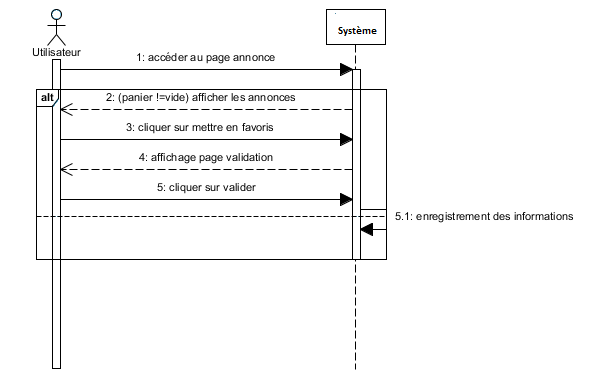 Utilisateur
Système
1: accéder au page annonce
alt
2: (panier !=vide) afficher les annonces
3: cliquer sur mettre en favoris
4: affichage page validation
5: cliquer sur valider
5.1: enregistrement des informations